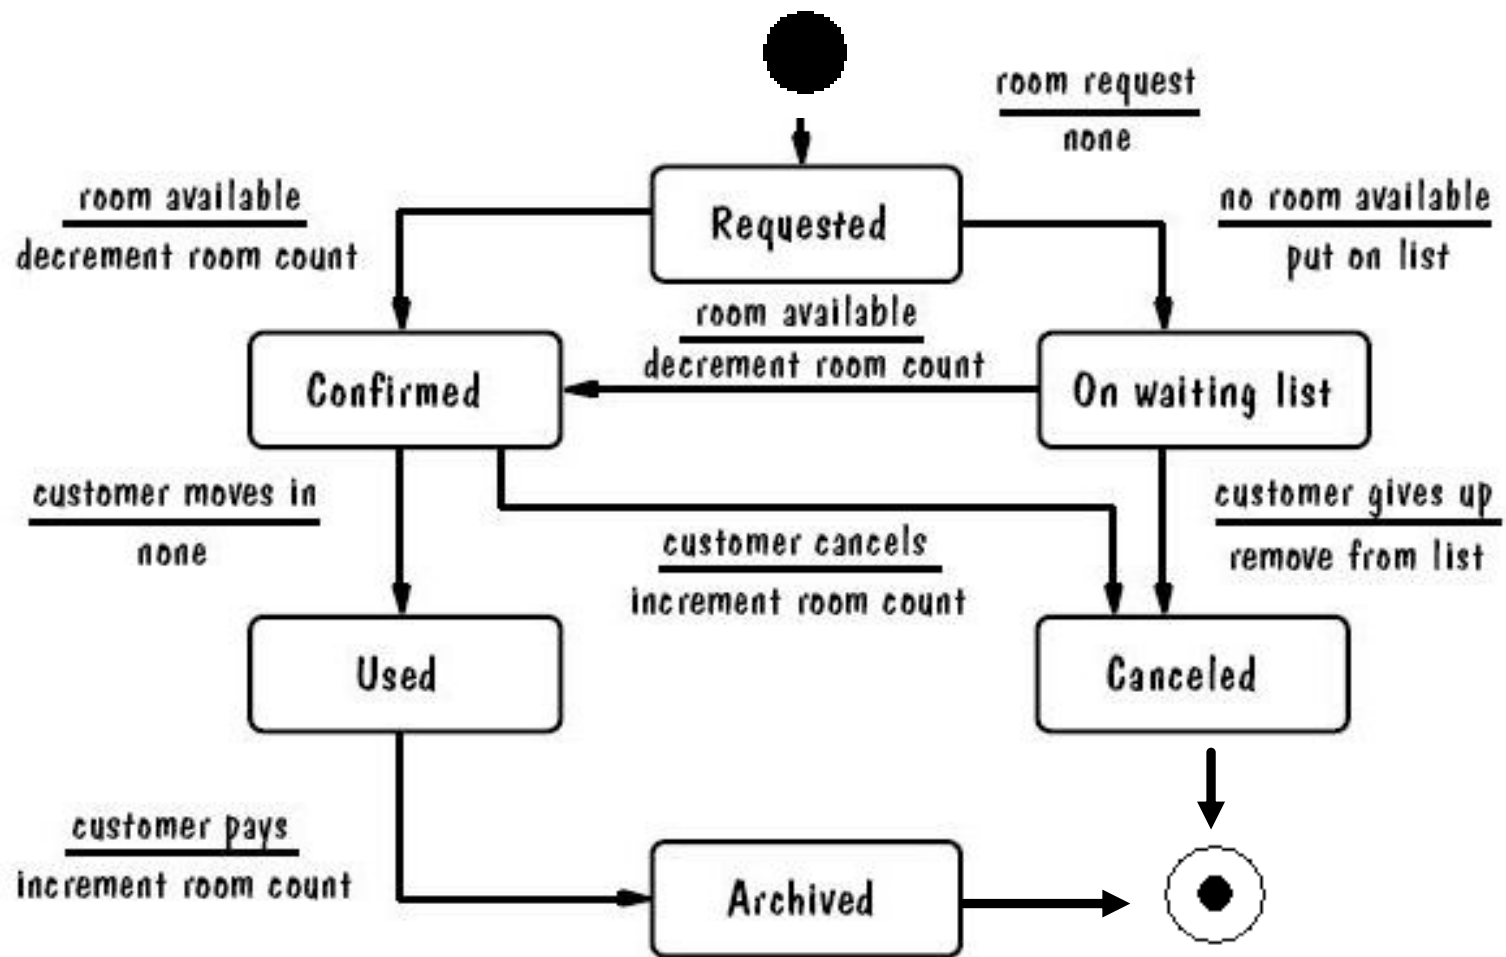 room request
none
room available
decrement room count
Requested
no room available
put on list
room available
decrement room count
Confirmed
On waiting list
customer moves in
none
customer cancels
increment room count
customer gives up
remove from list
Used
Canceled
customer pays
increment room count
Archived